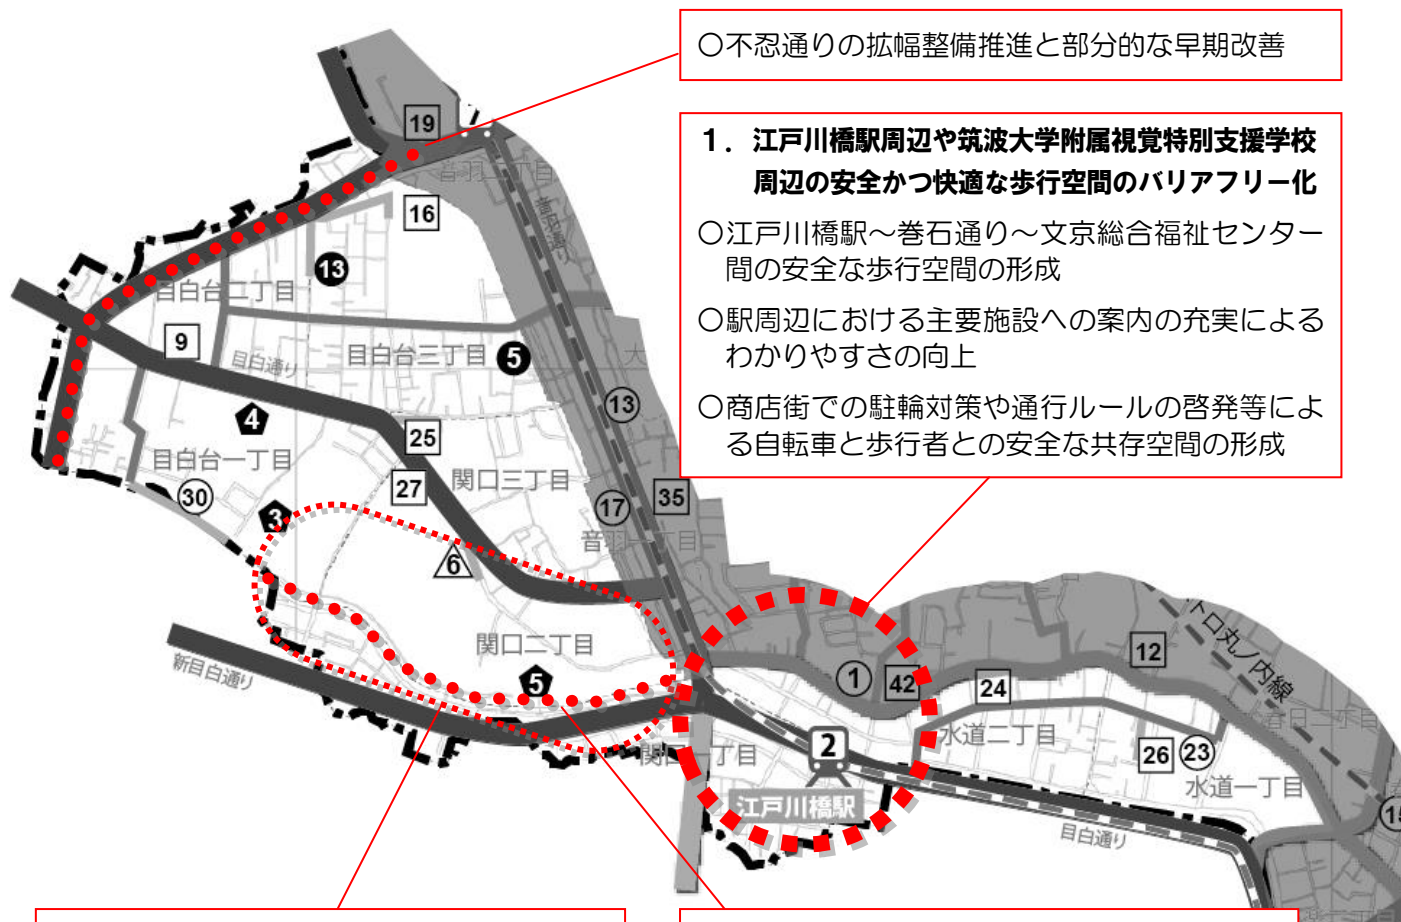 〇不忍通りの拡幅整備推進と部分的な早期改善
1．江戸川橋駅周辺や筑波大学附属視覚特別支援学校
周辺の安全かつ快適な歩行空間のバリアフリー化
〇江戸川橋駅～巻石通り～文京総合福祉センター
間の安全な歩行空間の形成
〇駅周辺における主要施設への案内の充実による
わかりやすさの向上
〇商店街での駐輪対策や通行ルールの啓発等によ
る自転車と歩行者との安全な共存空間の形成
19
16
13
目白台二丁目
9
目白通り
目白台三丁目
5
4
25
13
目白台一丁目
27
関口三丁目
30
3
17
35
音羽一丁目
6
関口二丁目
新目白通り
5
1
42
24
12
丸ノ内線
関口一丁目
2
水道二丁目
26
23
水道一丁目
江戸川橋駅
目白通り
15